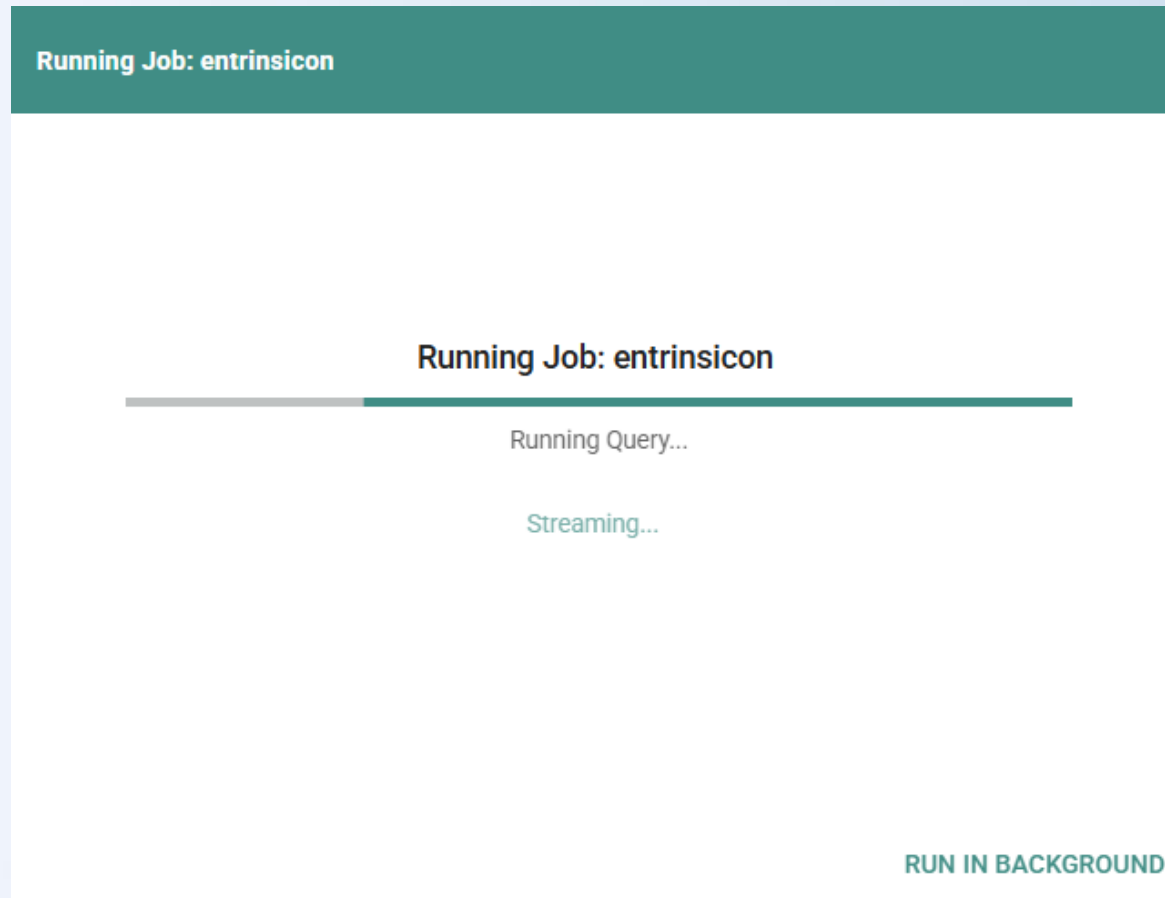 Running Job: entrinsicon
Running Job: entrinsicon
Running Query...
Streaming...
RUN IN BACKGROUND